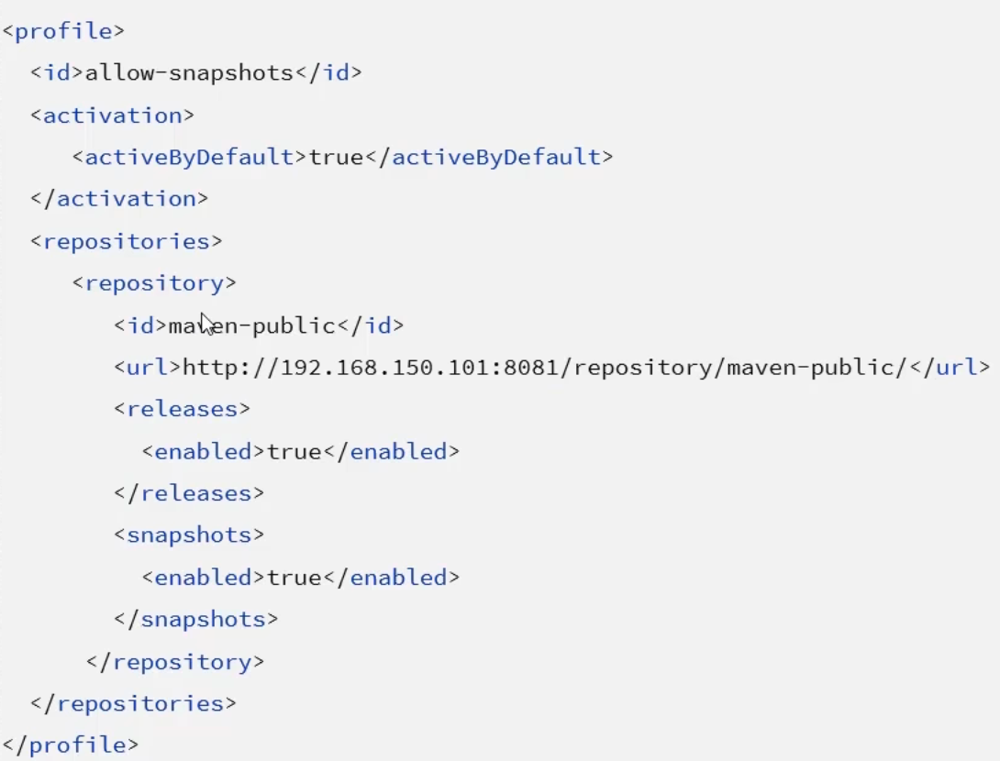 <profile>
  <id>allow-snapshots</id>
  <activation>
     <activeByDefault>true</activeByDefault>
  </activation>
  <repositories>
     <repository>
        <id>maven-public</id>
        <url>http://192.168.150.101:8081/repository/maven-public/</url>
        <releases>
          <enabled>true</enabled>
        </releases>
        <snapshots>
          <enabled>true</enabled>
        </snapshots>
      </repository>
  </repositories>
</profile>